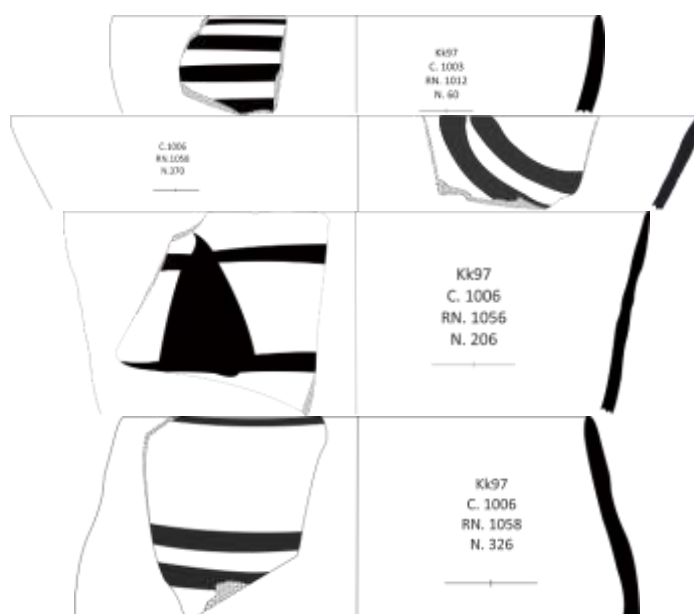 Kk97
C. 1003
RN. 1012
N. 60
C.1006
RN.1058
N.370
Kk97
C. 1006
RN. 1056
N. 206
Kk97
C. 1006
RN. 1058
N. 326